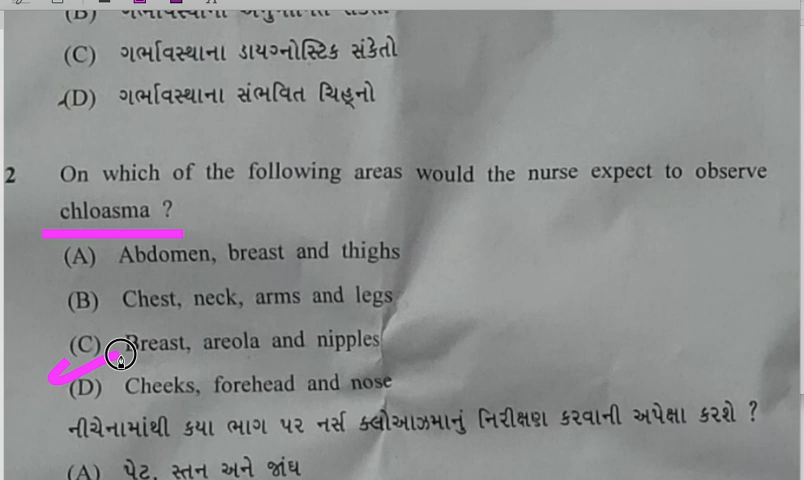 (C) ગર્ભાવસ્થાના ડાયગ્નોસ્ટિક સંકેતો
(D) ગર્ભાવસ્થાના સંભવિત ચિહ્નો
2 On which of the following areas would the nurse expect to observe
chloasma ?
(A) Abdomen, breast and thighs
(B) Chest, neck, arms and legs
(C) Breast, areola and nipples
(D) Cheeks, forehead and nose
નીચેનામાંથી કયા ભાગ પર નર્સ ક્લોઆઝમાનું નિરીક્ષણ કરવાની અપેક્ષા કરશે ?
(A) પેટ, સ્તન અને જાંઘ